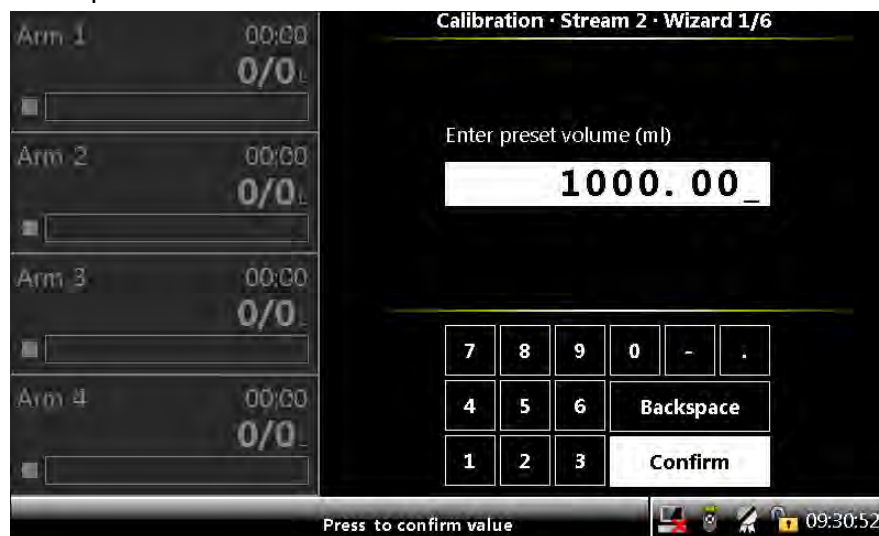 Arm 1 00:00
0/0 L
Arm 2 00:00
0/0 L
Arm 3 00:00
0/0
Arm 4 00:00
0/0
Calibration · Stream 2 · Wizard 1/6
Enter preset volume (ml)
1000.00_
7 8 9 0 - .
4 5 6 Backspace
1 2 3 Confirm
Press to confirm value
09:30:52